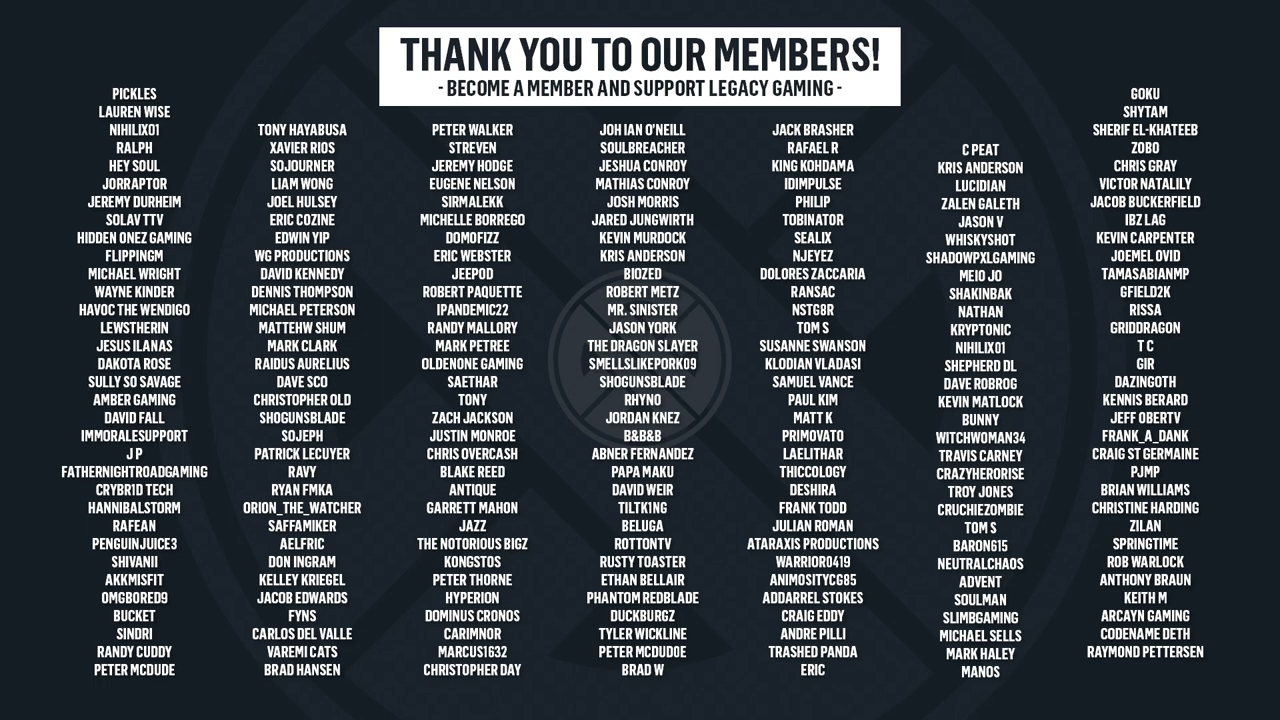 THANK YOU TO OUR MEMBERS!
- BECOME A MEMBER AND SUPPORT LEGACY GAMING -
PICKLES
LAUREN WISE
NIHILIX01
RALPH
HEY SOUL
JORRAPTOR
JEREMY DURHEIM
SOLAV TTV
HIDDEN ONEZ GAMING
FLIPPINGM
MICHAEL WRIGHT
WAYNE KINDER
HAVOC THE WENDIGO
LEWSTHERIN
JESUS ILANAS
DAKOTA ROSE
SULLY SO SAVAGE
AMBER GAMING
DAVID FALL
IMMORALESUPPORT
J P
FATHERNIGHTROADGAMING
CRYBR1D TECH
HANNIBALSTORM
RAFEAN
PENGUINJUICE3
SHIVANII
AKKMISFIT
OMGBORED9
BUCKET
SINDRI
RANDY CUDDY
PETER MCDUDE
TONY HAYABUSA
XAVIER RIOS
SOJOURNER
LIAM WONG
JOEL HULSEY
ERIC COZINE
EDWIN YIP
WG PRODUCTIONS
DAVID KENNEDY
DENNIS THOMPSON
MICHAEL PETERSON
MATTEHW SHUM
MARK CLARK
RAIDUS AURELIUS
DAVE SCO
CHRISTOPHER OLD
SHOGUNSBLADE
SOJEPH
PATRICK LECUYER
RAVY
RYAN FMKA
ORION_THE_WATCHER
SAFFAMIKER
AELFRIC
DON INGRAM
KELLEY KRIEGEL
JACOB EDWARDS
FYNS
CARLOS DEL VALLE
VAREMI CATS
BRAD HANSEN
PETER WALKER
STREVEN
JEREMY HODGE
EUGENE NELSON
SIRMALEKK
MICHELLE BORREGO
DOMOFIZZ
ERIC WEBSTER
JEEPOD
ROBERT PAQUETTE
IPANDEMIC22
RANDY MALLORY
MARK PETREE
OLDENONE GAMING
SAETHAR
TONY
ZACH JACKSON
JUSTIN MONROE
CHRIS OVERCASH
BLAKE REED
ANTIQUE
GARRETT MAHON
JAZZ
THE NOTORIOUS BIGZ
KONGSTOS
PETER THORNE
HYPERION
DOMINUS CRONOS
CARIMNOR
MARCUS1632
CHRISTOPHER DAY
JOH IAN O'NEILL
SOULBREACHER
JESHUA CONROY
MATHIAS CONROY
JOSH MORRIS
JARED JUNGWIRTH
KEVIN MURDOCK
KRIS ANDERSON
BIOZED
ROBERT METZ
MR. SINISTER
JASON YORK
THE DRAGON SLAYER
SMELLSLIKEPORK09
SHOGUNSBLADE
RHYNO
JORDAN KNEZ
B&B&B
ABNER FERNANDEZ
PAPA MAKU
DAVID WEIR
TILTK1NG
BELUGA
ROTTONTV
RUSTY TOASTER
ETHAN BELLAIR
PHANTOM REDBLADE
DUCKBURGZ
TYLER WICKLINE
PETER MCDUD0E
BRAD W
JACK BRASHER
RAFAEL R
KING KOHDAMA
IDIMPULSE
PHILIP
TOBINATOR
SEALIX
NJEYEZ
DOLORES ZACCARIA
RANSAC
NSTG8R
TOM S
SUSANNE SWANSON
KLODIAN VLADASI
SAMUEL VANCE
PAUL KIM
MATT K
PRIMOVATO
LAELITHAR
THICCOLOGY
DESHIRA
FRANK TODD
JULIAN ROMAN
ATARAXIS PRODUCTIONS
WARRIOR0419
ANIMOSITYCG85
ADDARREL STOKES
CRAIG EDDY
ANDRE PILLI
TRASHED PANDA
ERIC
C PEAT
KRIS ANDERSON
LUCIDIAN
ZALEN GALETH
JASON V
WHISKYSHOT
SHADOWPXLGAMING
MEIO JO
SHAKINBAK
NATHAN
KRYPTONIC
NIHILIX01
SHEPHERD DL
DAVE ROBROG
KEVIN MATLOCK
BUNNY
WITCHWOMAN34
TRAVIS CARNEY
CRAZYHERORISE
TROY JONES
CRUCHIEZOMBIE
TOM S
BARONG15
NEUTRALCHAOS
ADVENT
SOULMAN
SLIMBGAMING
MICHAEL SELLS
MARK HALEY
MANOS
GOKU
SHYTAM
SHERIF EL-KHATEEB
ZOBO
CHRIS GRAY
VICTOR NATALILY
JACOB BUCKERFIELD
IBZ LAG
KEVIN CARPENTER
JOEMEL OVID
TAMASABIANMP
GFIELD2K
RISSA
GRIDDRAGON
T C
GIR
DAZINGOTH
KENNIS BERARD
JEFF OBERTV
FRANK_A_DANK
CRAIG ST GERMAINE
PJMP
BRIAN WILLIAMS
CHRISTINE HARDING
ZILAN
SPRINGTIME
ROB WARLOCK
ANTHONY BRAUN
KEITH M
ARCAYN GAMING
CODENAME DETH
RAYMOND PETTERSEN